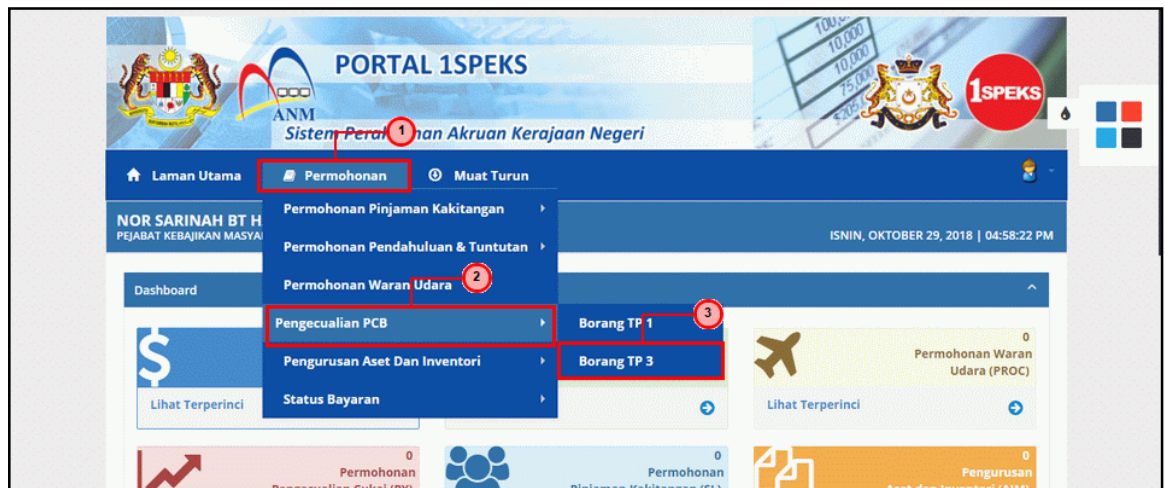 PORTAL 1SPEKS
1SPEKS
ANM
Sistem Akruan Kerajaan Negeri
1
Laman Utama
Permohonan
Muat Turun
NOR SARINAH BT H
PEJABAT KEBAJIKAN
ISNIN, OKTOBER 29, 2018 | 04:58:22 PM
Permohonan Pinjaman Kakitangan
Permohonan Pendahuluan & Tuntutan
Permohonan Waran Udara
2
Dashboard
Pengecualian PCB
Borang TP 1
3
Pengurusan Aset Dan Inventori
Borang TP 3
Status Bayaran
0
Permohonan Waran
Udara (PROC)
Lihat Terperinci
Lihat Terperinci
0
Permohonan
0
Permohonan
0
Pengurusan